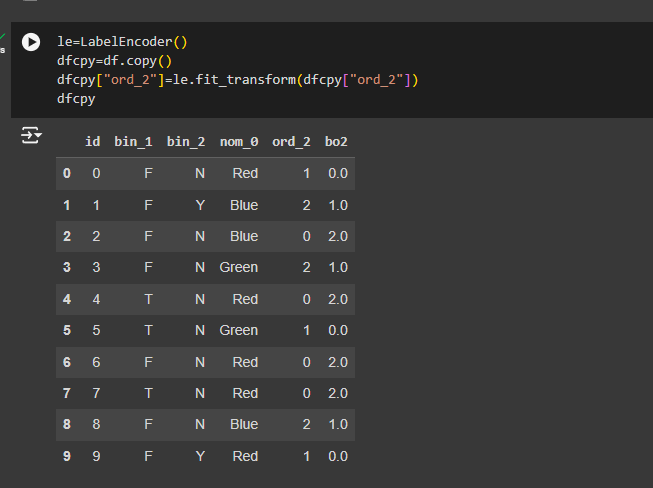 le=LabelEncoder()
dfcpy=df.copy()
dfcpy["ord_2"]=le.fit_transform(dfcpy["ord_2"])
dfcpy
id bin_1 bin_2 nom_0 ord_2 bo2
0 0 F N Red 1 0.0
1 1 F Y Blue 2 1.0
2 2 F N Blue 0 2.0
3 3 F N Green 2 1.0
4 4 T N Red 0 2.0
5 5 T N Green 1 0.0
6 6 F N Red 0 2.0
7 7 T N Red 0 2.0
8 8 F N Blue 2 1.0
9 9 F Y Red 1 0.0